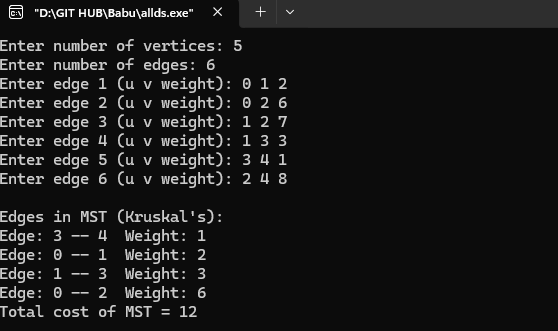 "D:\GIT HUB\Babu\allds.exe"
Enter number of vertices: 5
Enter number of edges: 6
Enter edge 1 (u v weight): 0 1 2
Enter edge 2 (u v weight): 0 2 6
Enter edge 3 (u v weight): 1 2 7
Enter edge 4 (u v weight): 1 3 3
Enter edge 5 (u v weight): 3 4 1
Enter edge 6 (u v weight): 2 4 8
Edges in MST (Kruskal's):
Edge: 3 -- 4  Weight: 1
Edge: 0 -- 1  Weight: 2
Edge: 1 -- 3  Weight: 3
Edge: 0 -- 2  Weight: 6
Total cost of MST = 12